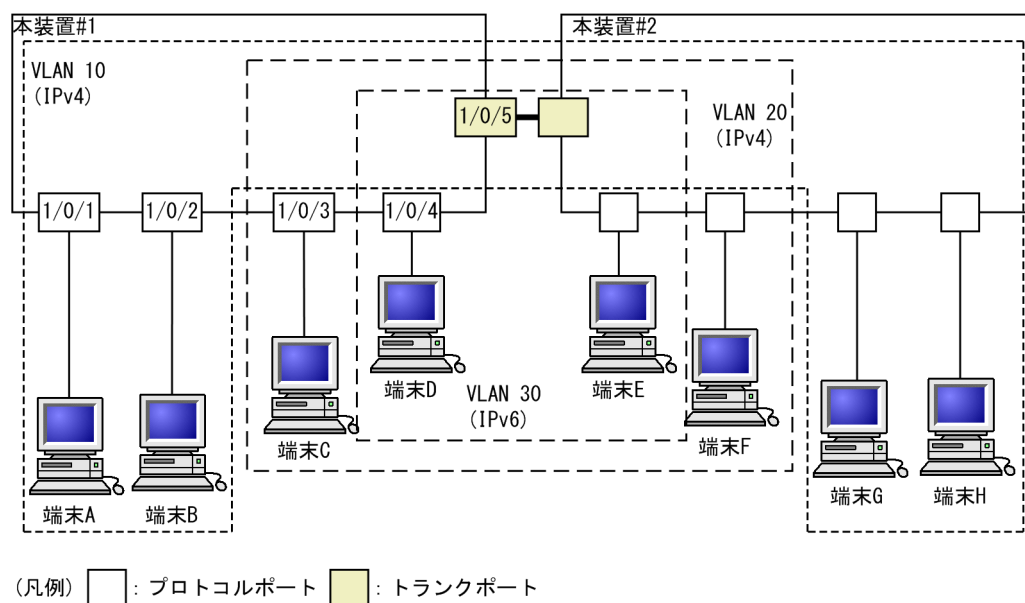 本装置#1
本装置#2
VLAN 10
(IPv4)
1/0/5
VLAN 20
(IPv4)
1/0/1
1/0/2
1/0/3
1/0/4
端末D
端末E
VLAN 30
(IPv6)
端末C
端末F
端末A
端末B
端末G
端末H
(凡例) : プロトコルポート : トランクポート